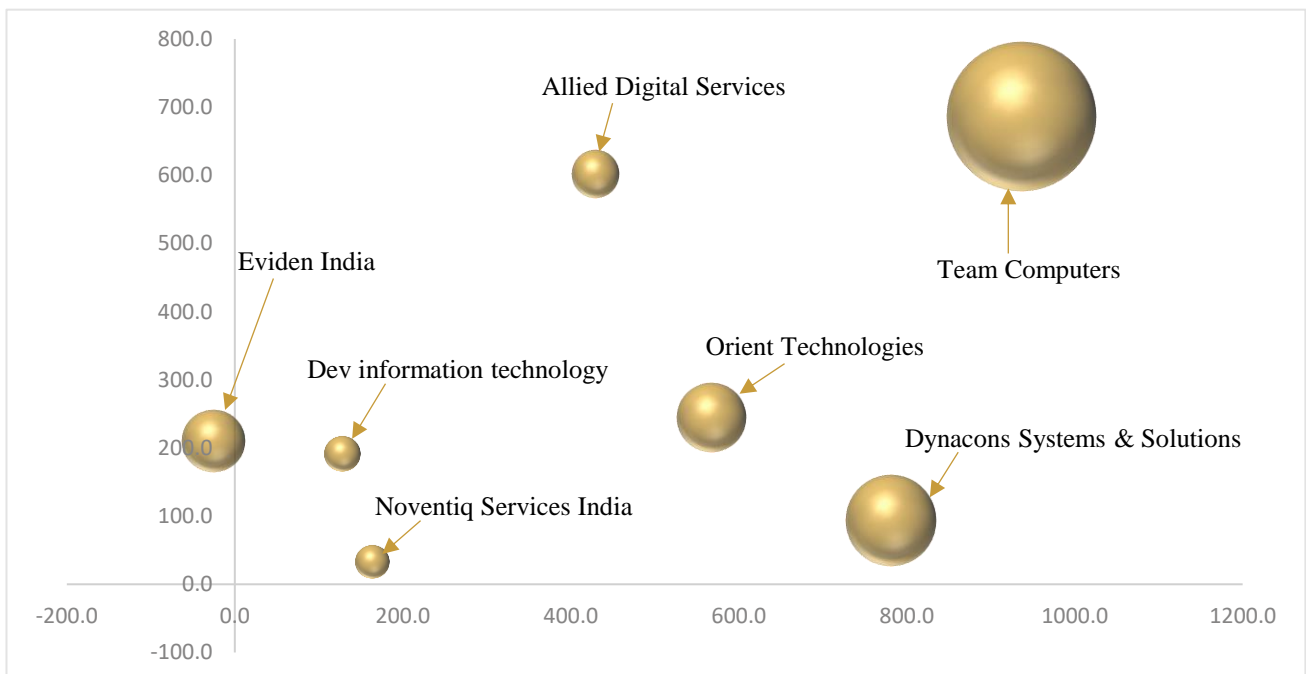 800.0
Allied Digital Services
700.0
600.0
500.0
Eviden India
Team Computers
400.0
Orient Technologies
Dev information technology
300.0
Dynacons Systems & Solutions
200.0
Noventiq Services India
100.0
0.0
-200.0 0.0 200.0 400.0 600.0 800.0 1000.0 1200.0
-100.0